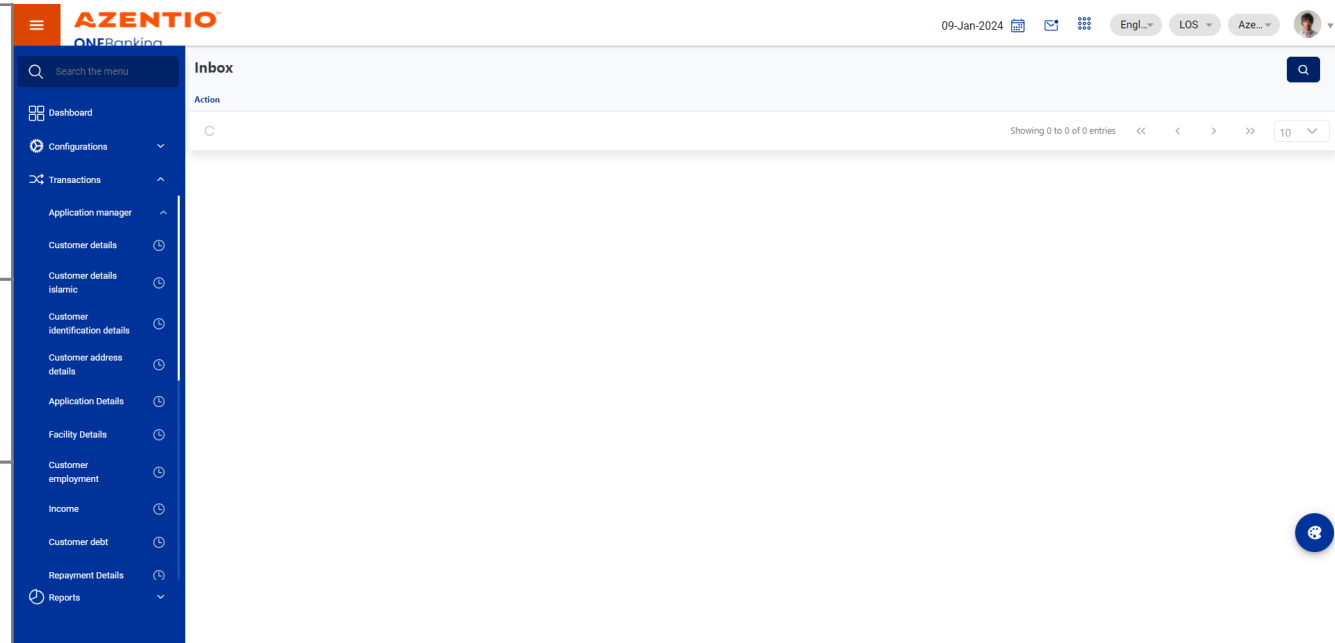 AZENTIO
ONEBanking
09-Jan-2024
Engl...
LOS
Aze...
Search the menu
Dashboard
Configurations
Transactions
Application manager
Customer details
Customer details
islamic
Customer
identification details
Customer address
details
Application Details
Facility Details
Customer
employment
Income
Customer debt
Repayment Details
Reports
Inbox
Action
Showing 0 to 0 of 0 entries
10